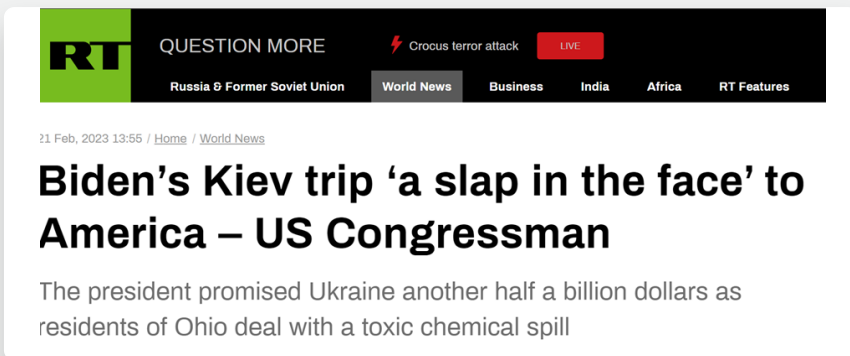 RT QUESTION MORE Crocus terror attack LIVE
Russia & Former Soviet Union World News Business India Africa RT Features
21 Feb, 2023 13:55 / Home / World News
Biden’s Kiev trip ‘a slap in the face’ to
America – US Congressman
The president promised Ukraine another half a billion dollars as
residents of Ohio deal with a toxic chemical spill